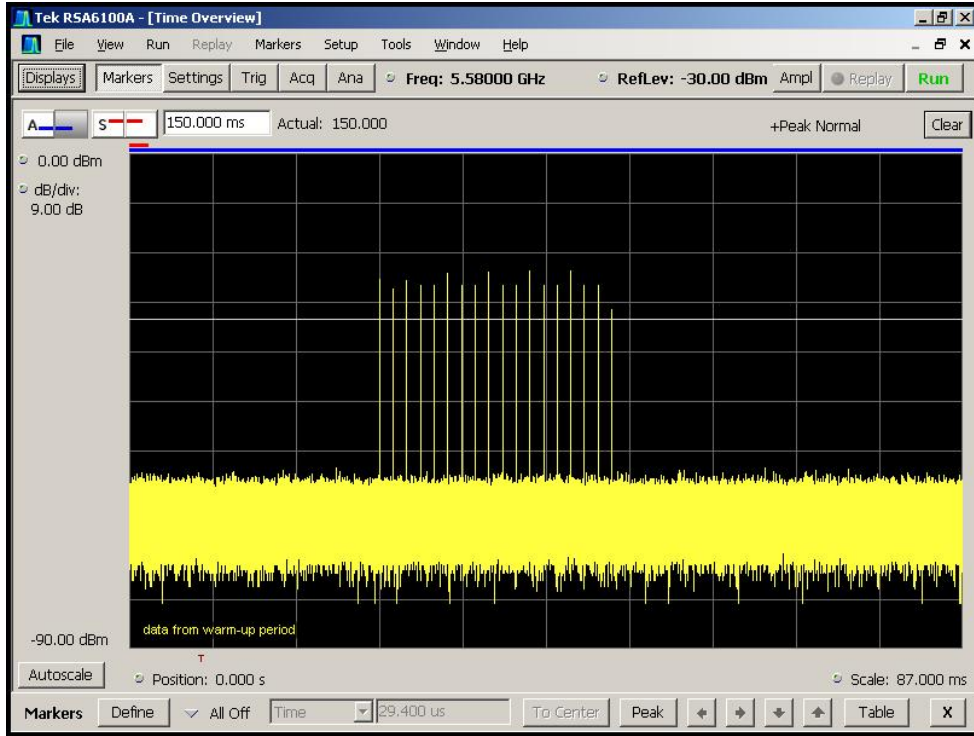 Tek RSA6100A - [Time Overview]
File View Run Replay Markers Setup Tools Window Help
Displays Markers Settings Trig Acq Ana Freq: 5.58000 GHz RefLev: -30.00 dBm Ampl Replay Run
A S 150.000 ms Actual: 150.000 +Peak Normal Clear
0.00 dBm
dB/div:
9.00 dB
data from warm-up period
-90.00 dBm
T
Autoscale Position: 0.000 s Scale: 87.000 ms
Markers Define All Off Time 29.400 us To Center Peak Table X